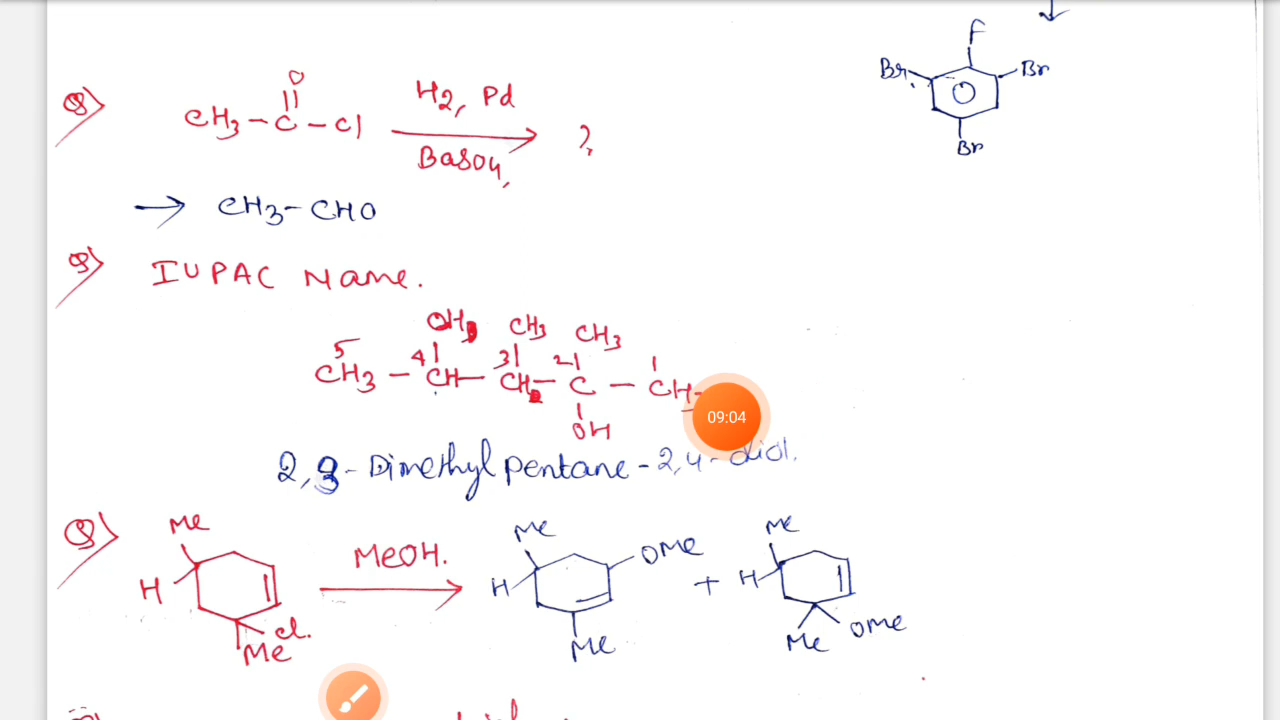 F
Br Br
Br
Q) CH3-C-Cl H2, Pd ?
O
BaSO4,
→ CH3-CHO
Q) IUPAC Name.
OH CH3 CH3
5 4 3 2 1
CH3-CH-CH-C-CH
OH
09:04
2,3-Dimethyl pentane-2,4-diol.
Q) Me MeOH. Me OMe + Me
H H H
Cl. OMe
Me Me Me